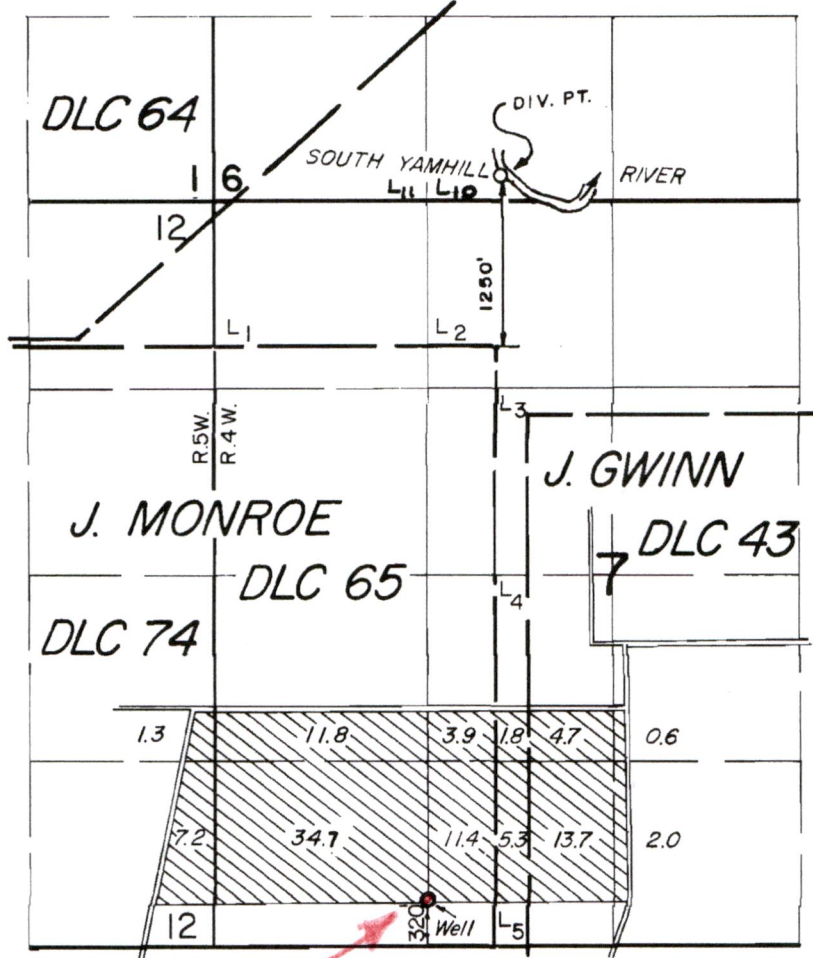 DLC 64
DIV. PT.
SOUTH YAMHILL
RIVER
1 6
L11 L10
12
1250'
L1
L2
R.5W.
R.4W.
L3
J. GWINN
J. MONROE
DLC 43
7
DLC 65
L4
DLC 74
1.3
11.8
3.9
1.8
4.7
0.6
7.2
34.7
11.4
5.3
13.7
2.0
12
320'
Well
L5